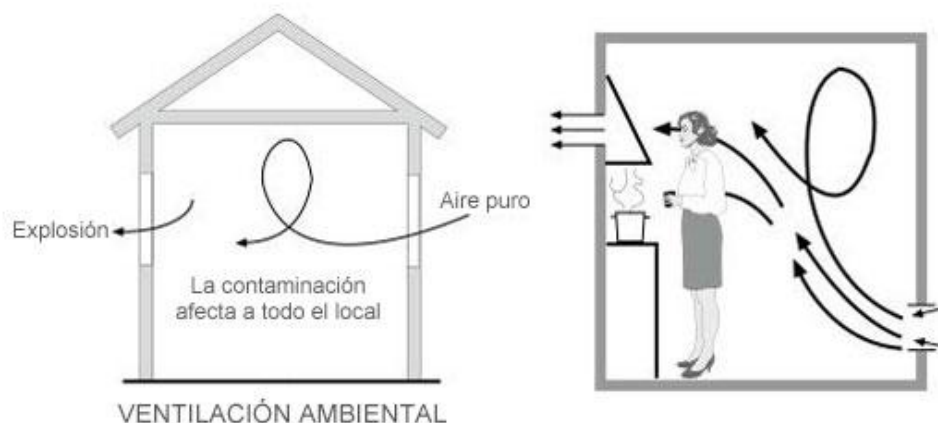 Aire puro
Explosión
La contaminación
afecta a todo el local
VENTILACIÓN AMBIENTAL